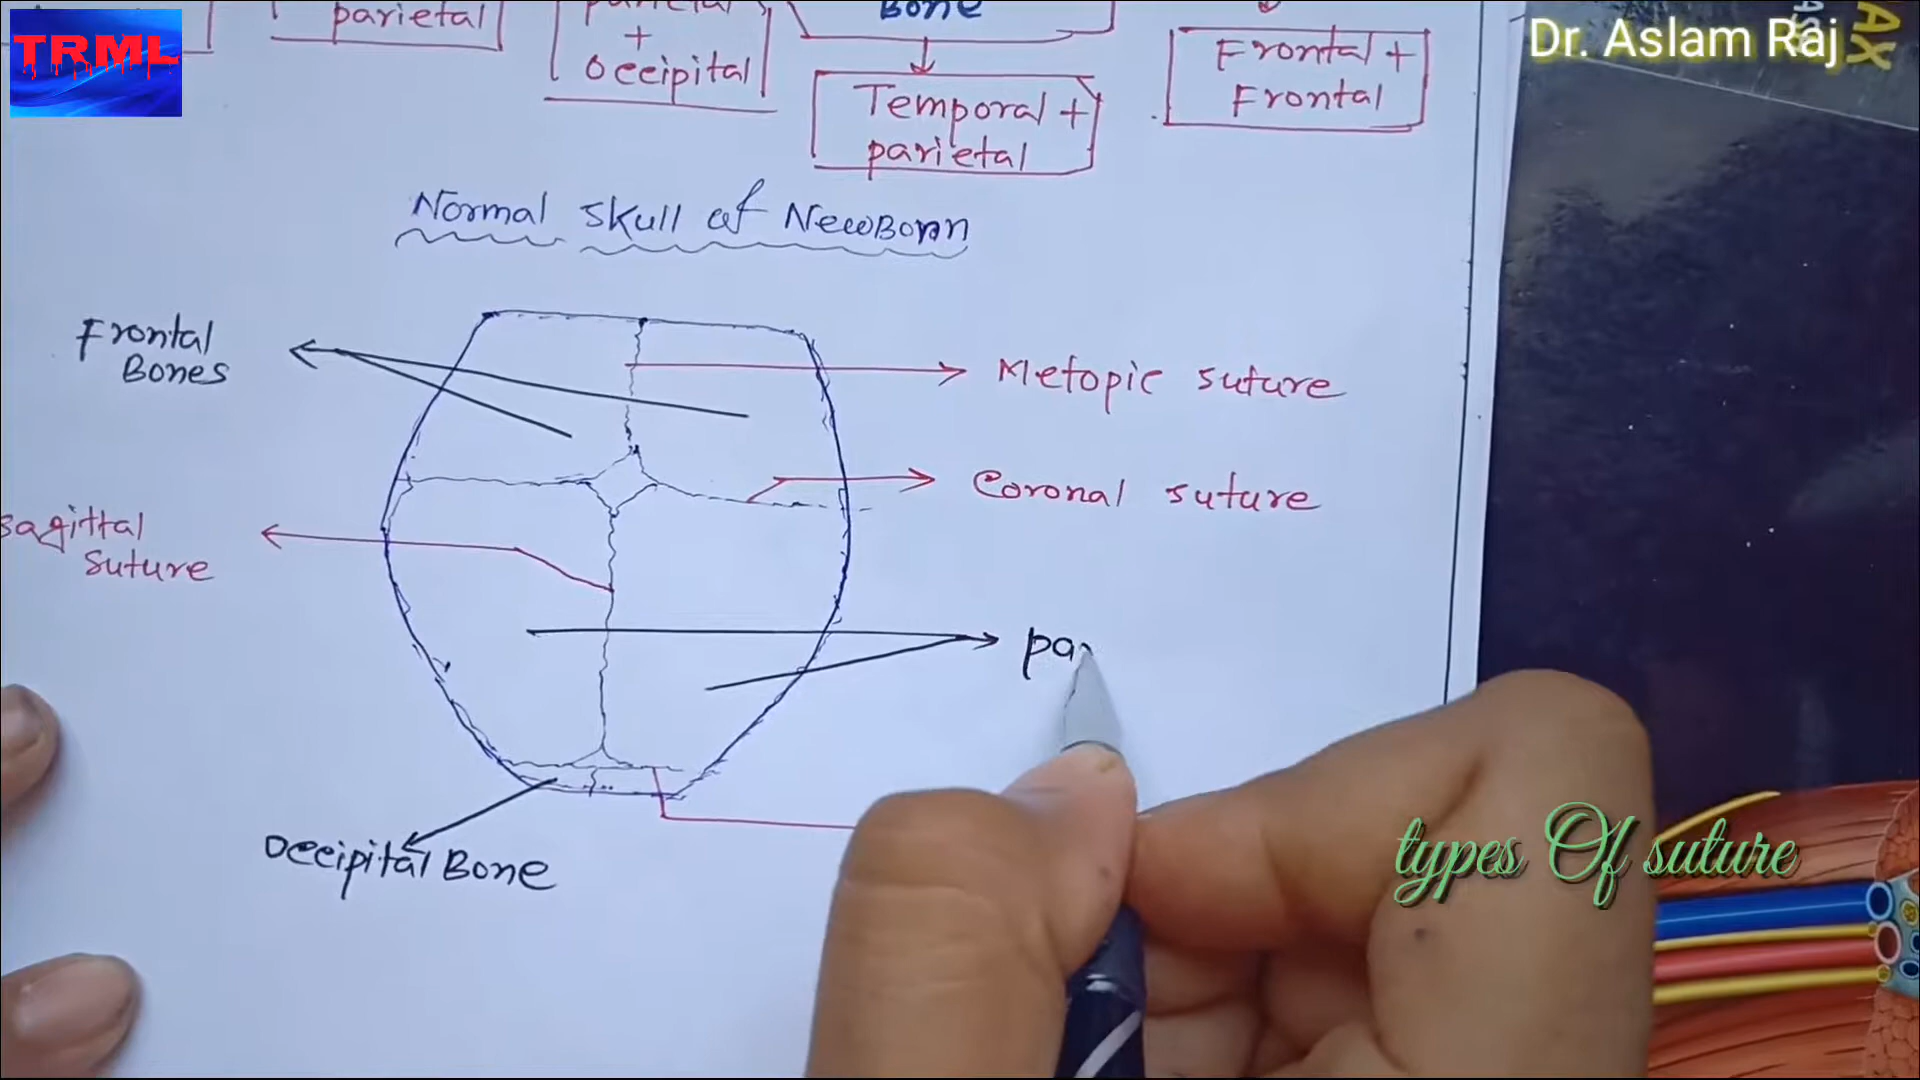 TRML
Dr. Aslam Raj
parietal
+
Occipital
Bone
Temporal +
parietal
Frontal +
Frontal
AX
Normal skull of NewBorn
Frontal
Bones
Metopic suture
Coronal suture
Sagittal
Suture
pa
Occipital Bone
types Of suture